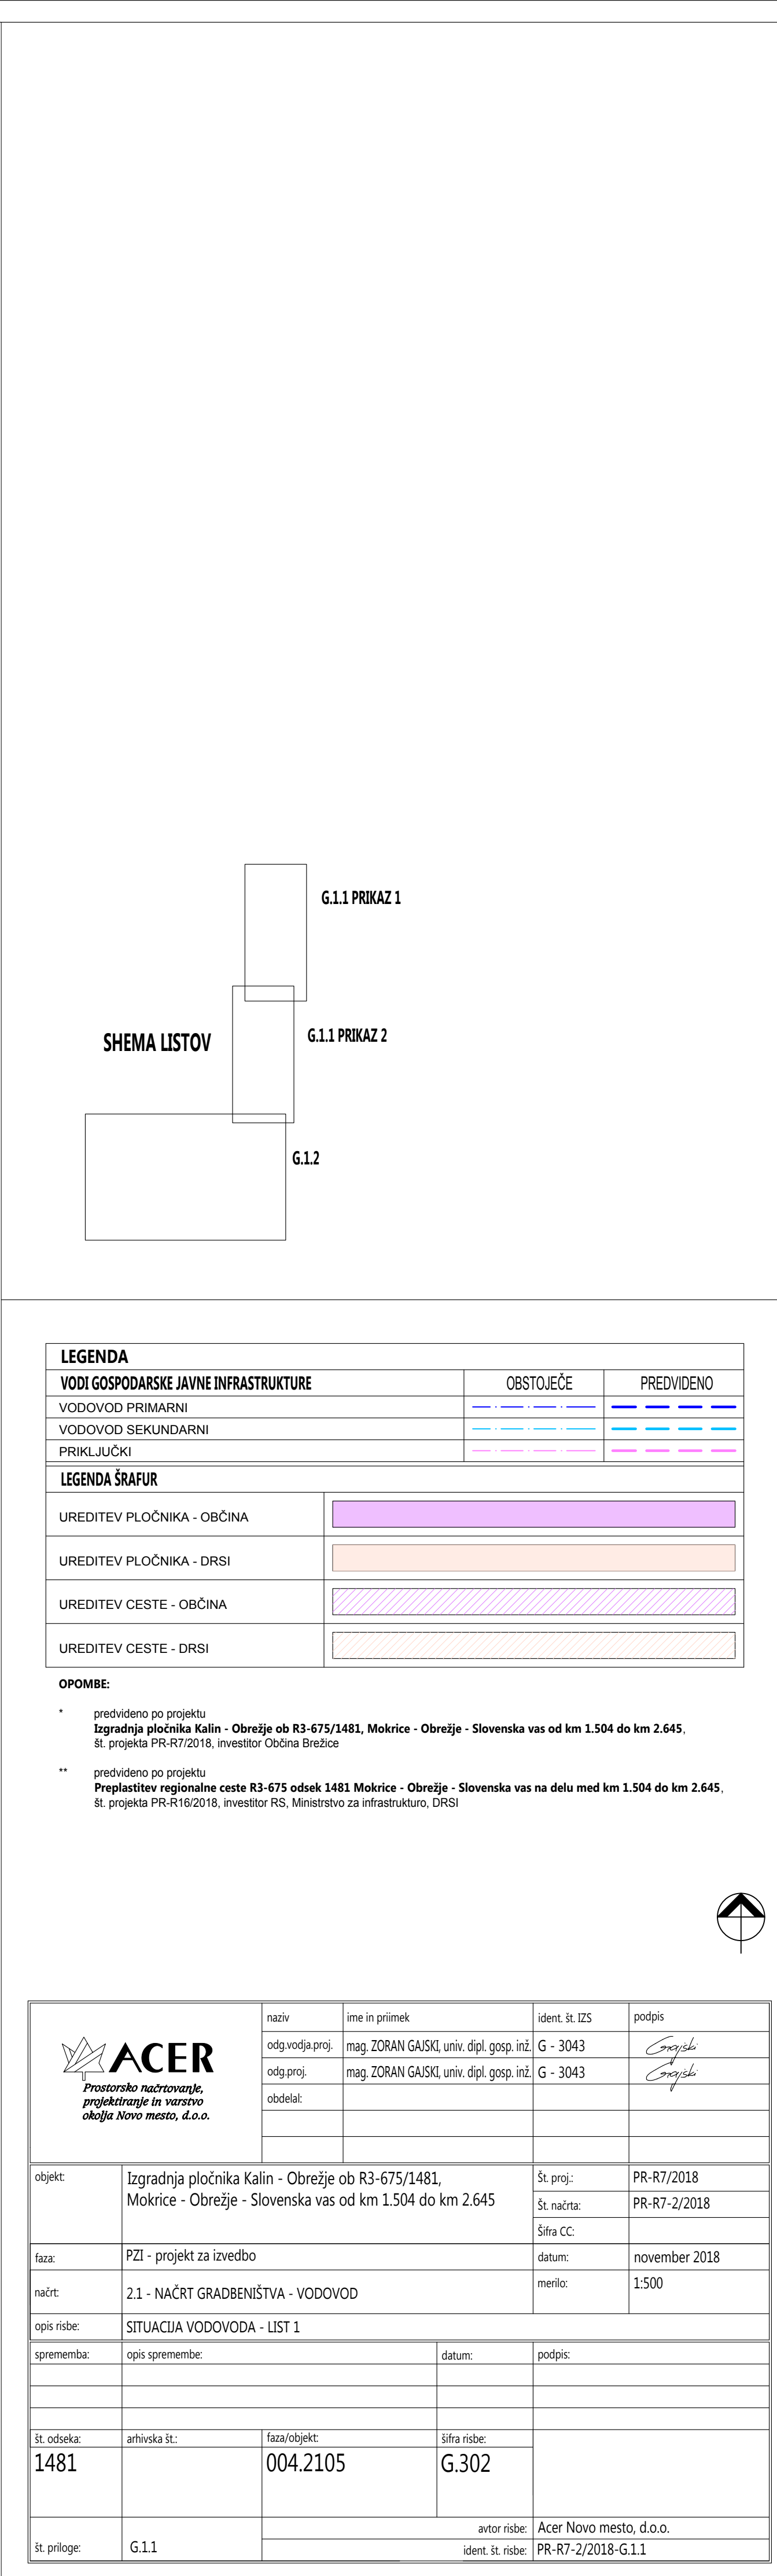 G.1.1 PRIKAZ 1
SHEMA LISTOV
G.1.1 PRIKAZ 2
G.1.2
LEGENDA
VODI GOSPODARSKE JAVNE INFRASTRUKTURE OBSTOJEČE PREDVIDENO
VODOVOD PRIMARNI
VODOVOD SEKUNDARNI
PRIKLJUČKI
LEGENDA ŠRAFUR
UREDITEV PLOČNIKA - OBČINA
UREDITEV PLOČNIKA - DRSI
UREDITEV CESTE - OBČINA
UREDITEV CESTE - DRSI
OPOMBE:
* predvideno po projektu
Izgradnja pločnika Kalin - Obrežje ob R3-675/1481, Mokrice - Obrežje - Slovenska vas od km 1.504 do km 2.645,
št. projekta PR-R7/2018, investitor Občina Brežice
** predvideno po projektu
Preplastitev regionalne ceste R3-675 odsek 1481 Mokrice - Obrežje - Slovenska vas na delu med km 1.504 do km 2.645,
št. projekta PR-R16/2018, investitor RS, Ministrstvo za infrastrukturo, DRSI
ACER
Prostorsko načrtovanje,
projektiranje in varstvo
okolja Novo mesto, d.o.o.
naziv ime in priimek ident. št. IZS podpis
odg.vodja.proj. mag. ZORAN GAJSKI, univ. dipl. gosp. inž. G - 3043 Gajski
odg.proj. mag. ZORAN GAJSKI, univ. dipl. gosp. inž. G - 3043 Gajski
obdelal:
objekt: Izgradnja pločnika Kalin - Obrežje ob R3-675/1481,
Mokrice - Obrežje - Slovenska vas od km 1.504 do km 2.645
Št. proj.: PR-R7/2018
Št. načrta: PR-R7-2/2018
Šifra CC:
faza: PZI - projekt za izvedbo datum: november 2018
načrt: 2.1 - NAČRT GRADBENIŠTVA - VODOVOD merilo: 1:500
opis risbe: SITUACIJA VODOVODA - LIST 1
sprememba: opis spremembe: datum: podpis:
št. odseka: arhivska št.: faza/objekt: šifra risbe:
1481 004.2105 G.302
avtor risbe: Acer Novo mesto, d.o.o.
št. priloge: G.1.1 ident. št. risbe: PR-R7-2/2018-G.1.1